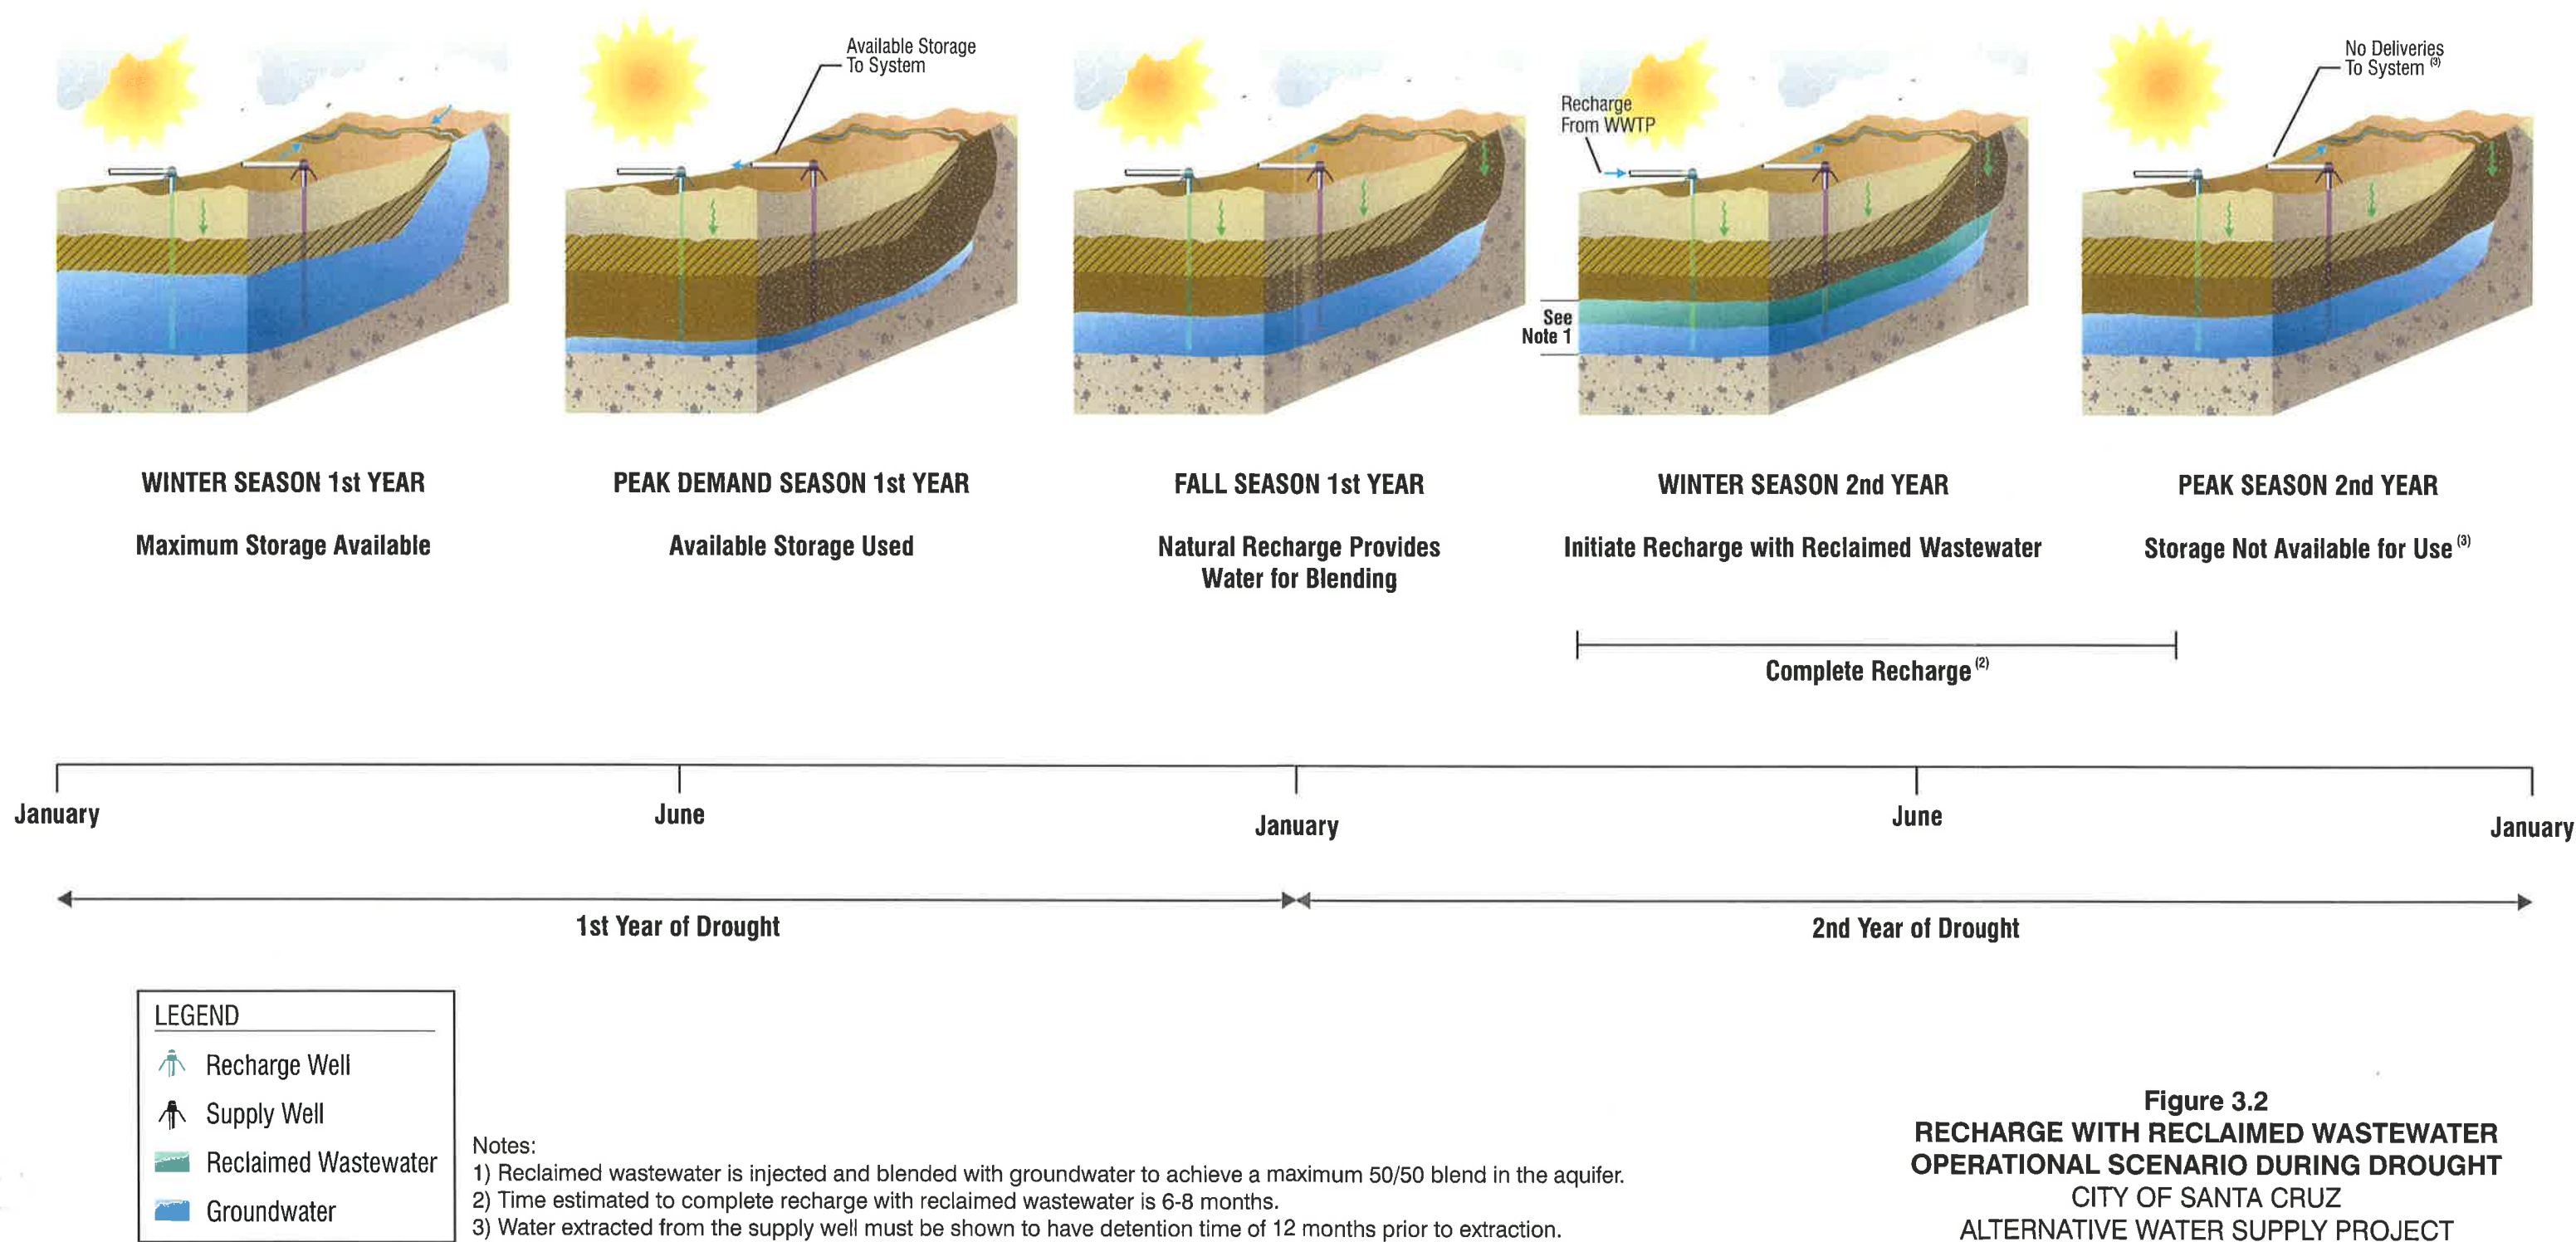 Available Storage
To System
Recharge
From WWTP
No Deliveries
To System (3)
See
Note 1
WINTER SEASON 1st YEAR
Maximum Storage Available
PEAK DEMAND SEASON 1st YEAR
Available Storage Used
FALL SEASON 1st YEAR
Natural Recharge Provides
Water for Blending
WINTER SEASON 2nd YEAR
Initiate Recharge with Reclaimed Wastewater
PEAK SEASON 2nd YEAR
Storage Not Available for Use (3)
Complete Recharge (2)
January
June
January
June
January
1st Year of Drought
2nd Year of Drought
LEGEND
Recharge Well
Supply Well
Reclaimed Wastewater
Groundwater
Notes:
1) Reclaimed wastewater is injected and blended with groundwater to achieve a maximum 50/50 blend in the aquifer.
2) Time estimated to complete recharge with reclaimed wastewater is 6-8 months.
3) Water extracted from the supply well must be shown to have detention time of 12 months prior to extraction.
Figure 3.2
RECHARGE WITH RECLAIMED WASTEWATER
OPERATIONAL SCENARIO DURING DROUGHT
CITY OF SANTA CRUZ
ALTERNATIVE WATER SUPPLY PROJECT